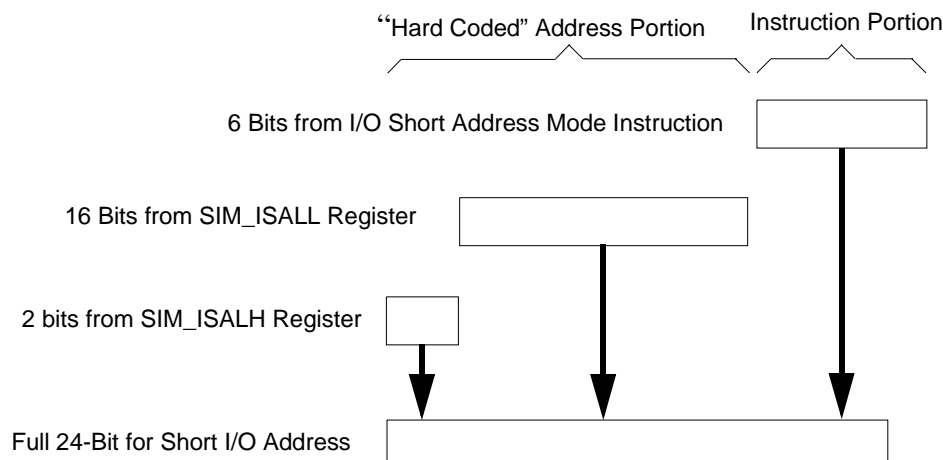 “Hard Coded” Address Portion
Instruction Portion
6 Bits from I/O Short Address Mode Instruction
16 Bits from SIM_ISALL Register
2 bits from SIM_ISALH Register
Full 24-Bit for Short I/O Address